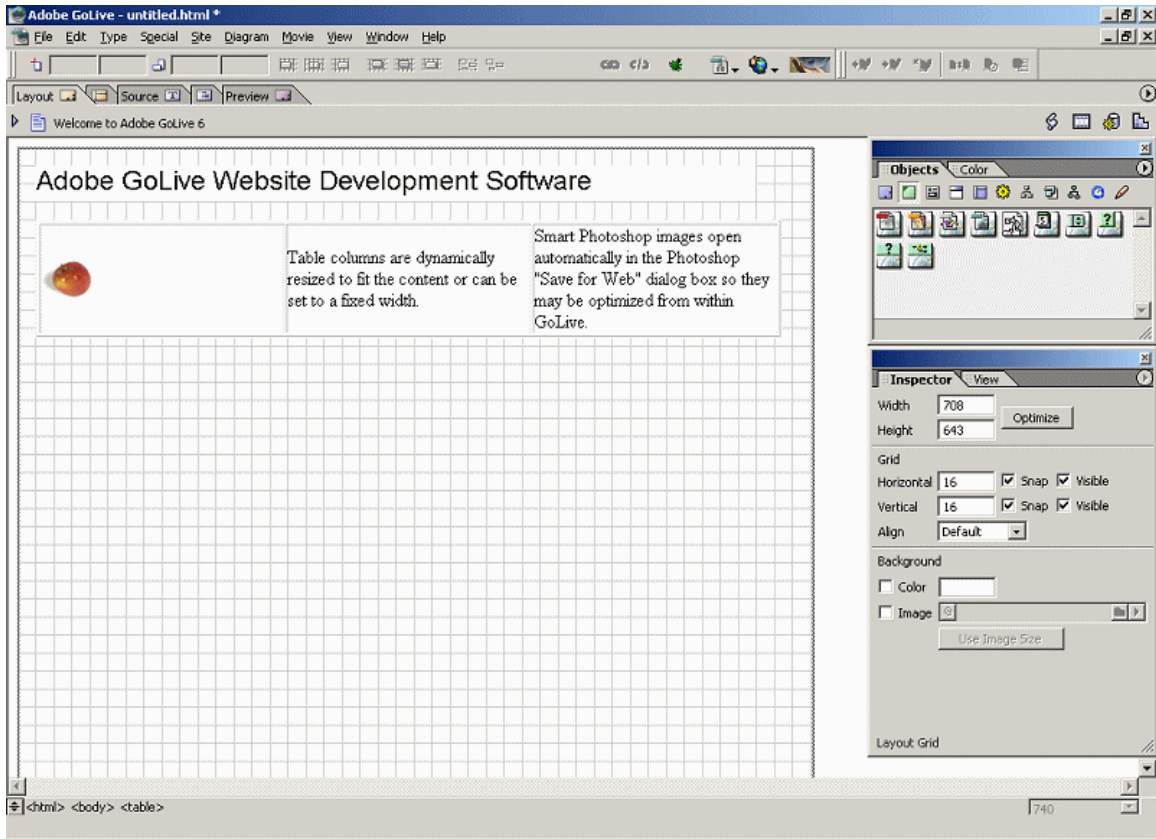 Adobe GoLive - untitled.html *
File Edit Type Special Site Diagram Movie View Window Help
Layout Source Preview
Welcome to Adobe GoLive 6
Adobe GoLive Website Development Software
Table columns are dynamically
resized to fit the content or can be
set to a fixed width.
Smart Photoshop images open
automatically in the Photoshop
"Save for Web" dialog box so they
may be optimized from within
GoLive.
Objects Color
Inspector View
Width 708
Optimize
Height 643
Grid
Horizontal 16 Snap Visible
Vertical 16 Snap Visible
Align Default
Background
Color
Image
Use Image Size
Layout Grid
<html> <body> <table>
740